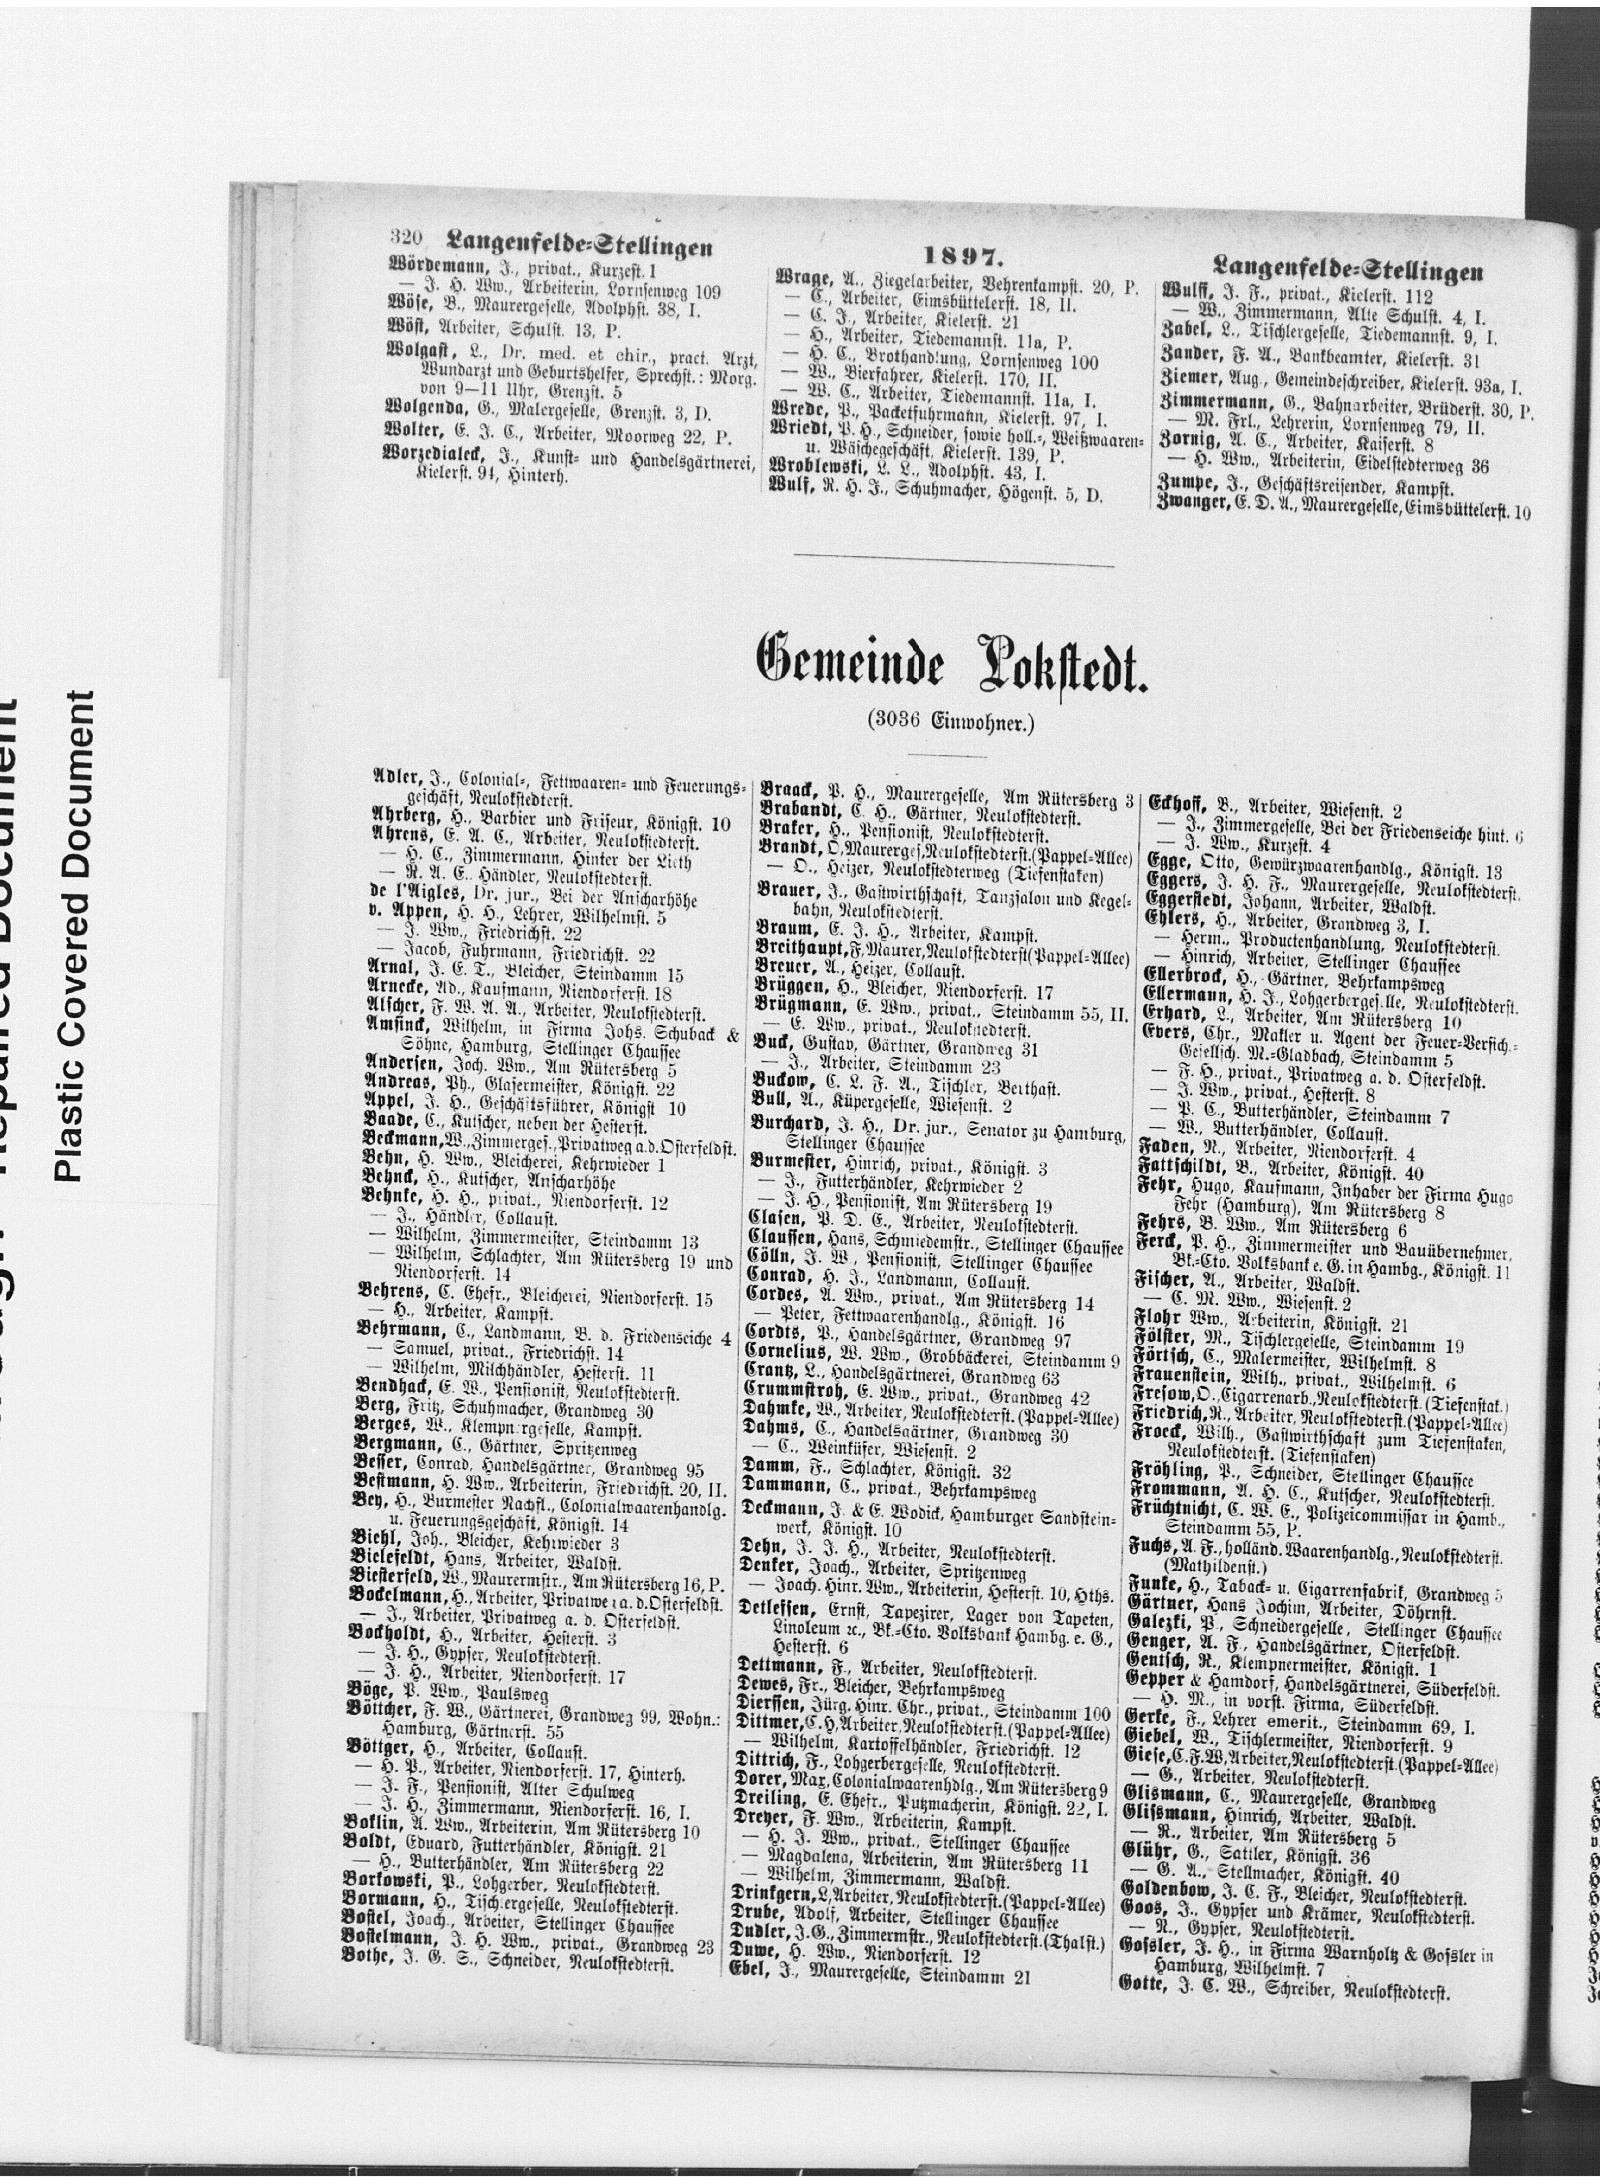 320 Langenfelde-Stellingen
1897.
Langenfelde-Stellingen
Wördemann, J., privat., Kurzest. 1
— J. H. Ww., Arbeiterin, Lornsenweg 109
Wöse, B., Maurergeselle, Adolphst. 38, I.
Wöst, Arbeiter, Schulst. 13, P.
Wolgast, L., Dr. med. et chir., pract. Arzt,
Wundarzt und Geburtshelfer, Sprechst.: Morg.
von 9—11 Uhr, Grenzst. 5
Wolgenda, G., Malergeselle, Grenzst. 3, D.
Wolter, E. J. C., Arbeiter, Moorweg 22, P.
Worzedialeck, J., Kunst- und Handelsgärtnerei,
Kielerst. 94, Hinterh.
Wrage, A., Ziegelarbeiter, Behrenkampst. 20, P.
— C., Arbeiter, Eimsbüttelerst. 18, II.
— C. J., Arbeiter, Kielerst. 21
— H., Arbeiter, Tiedemannst. 11a, P.
— H. C., Brothandlung, Lornsenweg 100
— W., Bierfahrer, Kielerst. 170, II.
— W. C., Arbeiter, Tiedemannst. 11a, I.
Wrede, P., Packetfuhrmann, Kielerst. 97, I.
Wriedt, P. H., Schneider, sowie holl.-, Weißwaaren-
u. Wäschegeschäft, Kielerst. 139, P.
Wroblewski, L. L., Adolphst. 43, I.
Wulf, R. H. J., Schuhmacher, Högenst. 5, D.
Wulff, J. F., privat., Kielerst. 112
— W., Zimmermann, Alte Schulst. 4, I.
Zabel, L., Tischlergeselle, Tiedemannst. 9, I.
Zander, F. A., Bankbeamter, Kielerst. 31
Ziemer, Aug., Gemeindeschreiber, Kielerst. 93a, I.
Zimmermann, G., Bahnarbeiter, Brüderst. 30, P.
— M. Frl., Lehrerin, Lornsenweg 79, II.
Zornig, A. C., Arbeiter, Kaiserst. 8
— H. Ww., Arbeiterin, Eidelstedterweg 36
Zumpe, J., Geschäftsreisender, Kampst.
Zwanger, E. D. A., Maurergeselle, Eimsbüttelerst. 10
Gemeinde Lokstedt.
(3036 Einwohner.)
Adler, J., Colonial-, Fettwaaren- und Feuerungs-
geschäft, Neulokstedterst.
Ahrberg, H., Barbier und Friseur, Königst. 10
Ahrens, E. A. C., Arbeiter, Neulokstedterst.
— H. C., Zimmermann, Hinter der Lieth
— R. A. E., Händler, Neulokstedterst.
de l'Aigles, Dr. jur., Bei der Anscharhöhe
v. Appen, H. H., Lehrer, Wilhelmst. 5
— J. Ww., Friedrichst. 22
— Jacob, Fuhrmann, Friedrichst. 22
Arnal, J. E. T., Bleicher, Steindamm 15
Arnecke, Ad., Kaufmann, Niendorferst. 18
Alscher, F. W. A. A., Arbeiter, Neulokstedterst.
Amsinck, Wilhelm, in Firma Johs. Schuback &
Söhne, Hamburg, Stellinger Chaussee
Andersen, Joch. Ww., Am Rütersberg 5
Andreas, Ph., Glasermeister, Königst. 22
Appel, J. H., Geschäftsführer, Königst 10
Baade, C., Kutscher, neben der Hesterst.
Beckmann, W., Zimmerges., Privatweg a.d. Osterfeldst.
Behn, H. Ww., Bleicherei, Kehrwieder 1
Behnck, H., Kutscher, Anscharhöhe
Behnke, H. H., privat., Niendorferst. 12
— J., Händler, Collaust.
— Wilhelm, Zimmermeister, Steindamm 13
— Wilhelm, Schlachter, Am Rütersberg 19 und
Niendorferst. 14
Behrens, C. Ehefr., Bleicherei, Niendorferst. 15
— H., Arbeiter, Kampst.
Behrmann, C., Landmann, B. d. Friedenseiche 4
— Samuel, privat., Friedrichst. 14
— Wilhelm, Milchhändler, Hesterst. 11
Bendhack, E. W., Pensionist, Neulokstedterst.
Berg, Fritz, Schuhmacher, Grandweg 30
Berges, W., Klempnergeselle, Kampst.
Bergmann, C., Gärtner, Spritzenweg
Besser, Conrad, Handelsgärtner, Grandweg 95
Bestmann, H. Ww., Arbeiterin, Friedrichst. 20, II.
Bey, H., Burmester Nachfl., Colonialwaarenhandlg.
u. Feuerungsgeschäft, Königst. 14
Biehl, Joh., Bleicher, Kehrwieder 3
Bielefeldt, Hans, Arbeiter, Waldst.
Biesterfeld, W., Maurermstr., Am Rütersberg 16, P.
Bockelmann, H., Arbeiter, Privatweg a. d. Osterfeldst.
— J., Arbeiter, Privatweg a. d. Osterfeldst.
Bockholdt, H., Arbeiter, Hesterst. 3
— J. H., Gypser, Neulokstedterst.
— J. H., Arbeiter, Niendorferst. 17
Böge, P. Ww., Paulsweg
Böttcher, F. W., Gärtnerei, Grandweg 99, Wohn.:
Hamburg, Gärtnerst. 55
Böttger, H., Arbeiter, Collaust.
— H. P., Arbeiter, Niendorferst. 17, Hinterh.
— J. F., Pensionist, Alter Schulweg
— J. H., Zimmermann, Niendorferst. 16, I.
Boklin, A. Ww., Arbeiterin, Am Rütersberg 10
Boldt, Eduard, Futterhändler, Königst. 21
— H., Butterhändler, Am Rütersberg 22
Borkowski, P., Lohgerber, Neulokstedterst.
Bormann, H., Tischlergeselle, Neulokstedterst.
Bostel, Joach., Arbeiter, Stellinger Chaussee
Bostelmann, J. H. Ww., privat., Grandweg 23
Bothe, J. G. S., Schneider, Neulokstedterst.
Braack, P. H., Maurergeselle, Am Rütersberg 3
Brabandt, C. H., Gärtner, Neulokstedterst.
Braker, H., Pensionist, Neulokstedterst.
Brandt, O, Maurerges, Neulokstedterst. (Pappel-Allee)
— O., Heizer, Neulokstedterweg (Tiefenstaken)
Brauer, J., Gastwirthschaft, Tanzsalon und Kegel-
bahn, Neulokstedterst.
Braum, E. J. H., Arbeiter, Kampst.
Breithaupt, F, Maurer, Neulokstedterst (Pappel-Allee)
Breuer, A., Heizer, Collaust.
Brüggen, H., Bleicher, Niendorferst. 17
Brügmann, E. Ww., privat., Steindamm 55, II.
— E. Ww., privat., Neulokstedterst.
Buck, Gustav, Gärtner, Grandweg 31
— J., Arbeiter, Steindamm 23
Buckow, C. L. F. A., Tischler, Berthast.
Bull, A., Küpergeselle, Wiesenst. 2
Burchard, J. H., Dr. jur., Senator zu Hamburg,
Stellinger Chaussee
Burmester, Hinrich, privat., Königst. 3
— J., Futterhändler, Kehrwieder 2
— J. H., Pensionist, Am Rütersberg 19
Clasen, P. D. E., Arbeiter, Neulokstedterst.
Claussen, Hans, Schmiedemstr., Stellinger Chaussee
Cölln, J. W., Pensionist, Stellinger Chaussee
Conrad, H. J., Landmann, Collaust.
Cordes, A. Ww., privat., Am Rütersberg 14
— Peter, Fettwaarenhandlg., Königst. 16
Cordts, P., Handelsgärtner, Grandweg 97
Cornelius, W. Ww., Grobbäckerei, Steindamm 9
Crantz, L., Handelsgärtnerei, Grandweg 63
Crummstroh, E. Ww., privat., Grandweg 42
Dahmke, W., Arbeiter, Neulokstedterst. (Pappel-Allee)
Dahms, C., Handelsgärtner, Grandweg 30
— C., Weinküfer, Wiesenst. 2
Damm, F., Schlachter, Königst. 32
Dammann, C., privat., Behrkampsweg
Deckmann, J. & E. Wodick, Hamburger Sandstein-
werk, Königst. 10
Dehn, J. J. H., Arbeiter, Neulokstedterst.
Denker, Joach., Arbeiter, Spritzenweg
— Joach. Hinr. Ww., Arbeiterin, Hesterst. 10, Hths.
Detlefsen, Ernst, Tapezirer, Lager von Tapeten,
Linoleum ꝛc., Bk.-Cto. Volksbank Hambg. e. G.,
Hesterst. 6
Dettmann, F., Arbeiter, Neulokstedterst.
Dewes, Fr., Bleicher, Behrkampsweg
Dierssen, Jürg. Hinr. Chr., privat., Steindamm 100
Dittmer, C. H, Arbeiter, Neulokstedterst. (Pappel-Allee)
— Wilhelm, Kartoffelhändler, Friedrichst. 12
Dittrich, F., Lohgerbergeselle, Neulokstedterst.
Dorer, Max, Colonialwaarenhdlg., Am Rütersberg 9
Dreiling, E. Ehefr., Putzmacherin, Königst. 22, I.
Dreyer, F. Ww., Arbeiterin, Kampst.
— H. J. Ww., privat., Stellinger Chaussee
— Magdalena, Arbeiterin, Am Rütersberg 11
— Wilhelm, Zimmermann, Waldst.
Drinkgern, L, Arbeiter, Neulokstedterst. (Pappel-Allee)
Drube, Adolf, Arbeiter, Stellinger Chaussee
Dudler, J. G., Zimmermstr., Neulokstedterst. (Thalst.)
Duwe, H. Ww., Niendorferst. 12
Ebel, J., Maurergeselle, Steindamm 21
Eckhoff, B., Arbeiter, Wiesenst. 2
— J., Zimmergeselle, Bei der Friedenseiche hint. 6
— J. Ww., Kurzest. 4
Egge, Otto, Gewürzwaarenhandlg., Königst. 13
Eggers, J. H. F., Maurergeselle, Neulokstedterst.
Eggerstedt, Johann, Arbeiter, Waldst.
Ehlers, H., Arbeiter, Grandweg 3, I.
— Herm., Productenhandlung, Neulokstedterst.
— Hinrich, Arbeiter, Stellinger Chaussee
Ellerbrock, H., Gärtner, Behrkampsweg
Ellermann, H. J., Lohgerbergeselle, Neulokstedterst.
Erhard, L., Arbeiter, Am Rütersberg 10
Evers, Chr., Makler u. Agent der Feuer-Versich.-
Gesellsch. M.-Gladbach, Steindamm 5
— F. H., privat., Privatweg a. d. Osterfeldst.
— J. Ww., privat., Hesterst. 8
— P. C., Butterhändler, Steindamm 7
— W., Butterhändler, Collaust.
Faden, N., Arbeiter, Niendorferst. 4
Fattschildt, B., Arbeiter, Königst. 40
Fehr, Hugo, Kaufmann, Inhaber der Firma Hugo
Fehr (Hamburg), Am Rütersberg 8
Fehrs, B. Ww., Am Rütersberg 6
Ferck, P. H., Zimmermeister und Bauübernehmer,
Bk.-Cto. Volksbank e. G. in Hambg., Königst. 11
Fischer, A., Arbeiter, Waldst.
— C. M. Ww., Wiesenst. 2
Flohr Ww., Arbeiterin, Königst. 21
Fölster, M., Tischlergeselle, Steindamm 19
Förtsch, C., Malermeister, Wilhelmst. 8
Frauenstein, Wilh., privat., Wilhelmst. 6
Fresow, O., Cigarrenarb., Neulokstedterst. (Tiefenstak.)
Friedrich, R., Arbeiter, Neulokstedterst. (Pappel-Allee)
Froeck, Wilh., Gastwirthschaft zum Tiefenstaken,
Neulokstedterst. (Tiefenstaken)
Fröhling, P., Schneider, Stellinger Chaussee
Frommann, A. H. C., Kutscher, Neulokstedterst.
Früchtnicht, C. W. E., Polizeicommissar in Hamb.,
Steindamm 55, P.
Fuchs, A. F., holländ. Waarenhandlg., Neulokstedterst.
(Mathildenst.)
Funke, H., Taback- u. Cigarrenfabrik, Grandweg 5
Gärtner, Hans Jochim, Arbeiter, Döhrnst.
Galezki, P., Schneidergeselle, Stellinger Chaussee
Genger, A. F., Handelsgärtner, Osterfeldst.
Gentsch, R., Klempnermeister, Königst. 1
Gepper & Hamdorf, Handelsgärtnerei, Süderfeldst.
— H. M., in vorst. Firma, Süderfeldst.
Gerke, F., Lehrer emerit., Steindamm 69, I.
Giebel, W., Tischlermeister, Niendorferst. 9
Giese, C. F. W, Arbeiter, Neulokstedterst. (Pappel-Allee)
— G., Arbeiter, Neulokstedterst.
Glismann, C., Maurergeselle, Grandweg
Glissmann, Hinrich, Arbeiter, Waldst.
— R., Arbeiter, Am Rütersberg 5
Glühr, G., Sattler, Königst. 36
— G. A., Stellmacher, Königst. 40
Goldenbow, J. C. F., Bleicher, Neulokstedterst.
Goos, J., Gypser und Krämer, Neulokstedterst.
— N., Gypser, Neulokstedterst.
Gossler, J. H., in Firma Warnholtz & Gossler in
Hamburg, Wilhelmst. 7
Gotte, J. C. W., Schreiber, Neulokstedterst.
Repaired Document
Plastic Covered Document